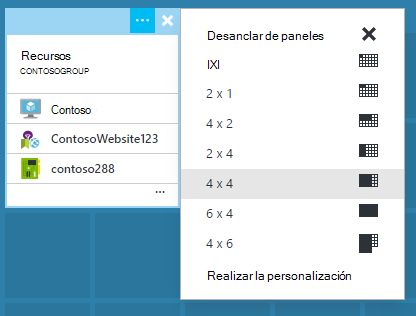 Recursos
CONTOSOGROUP
Contoso
ContosoWebsite123
contoso288
...
Desanclar de paneles
IXI
2 x 1
4 x 2
2 x 4
4 x 4
6 x 4
4 x 6
Realizar la personalización